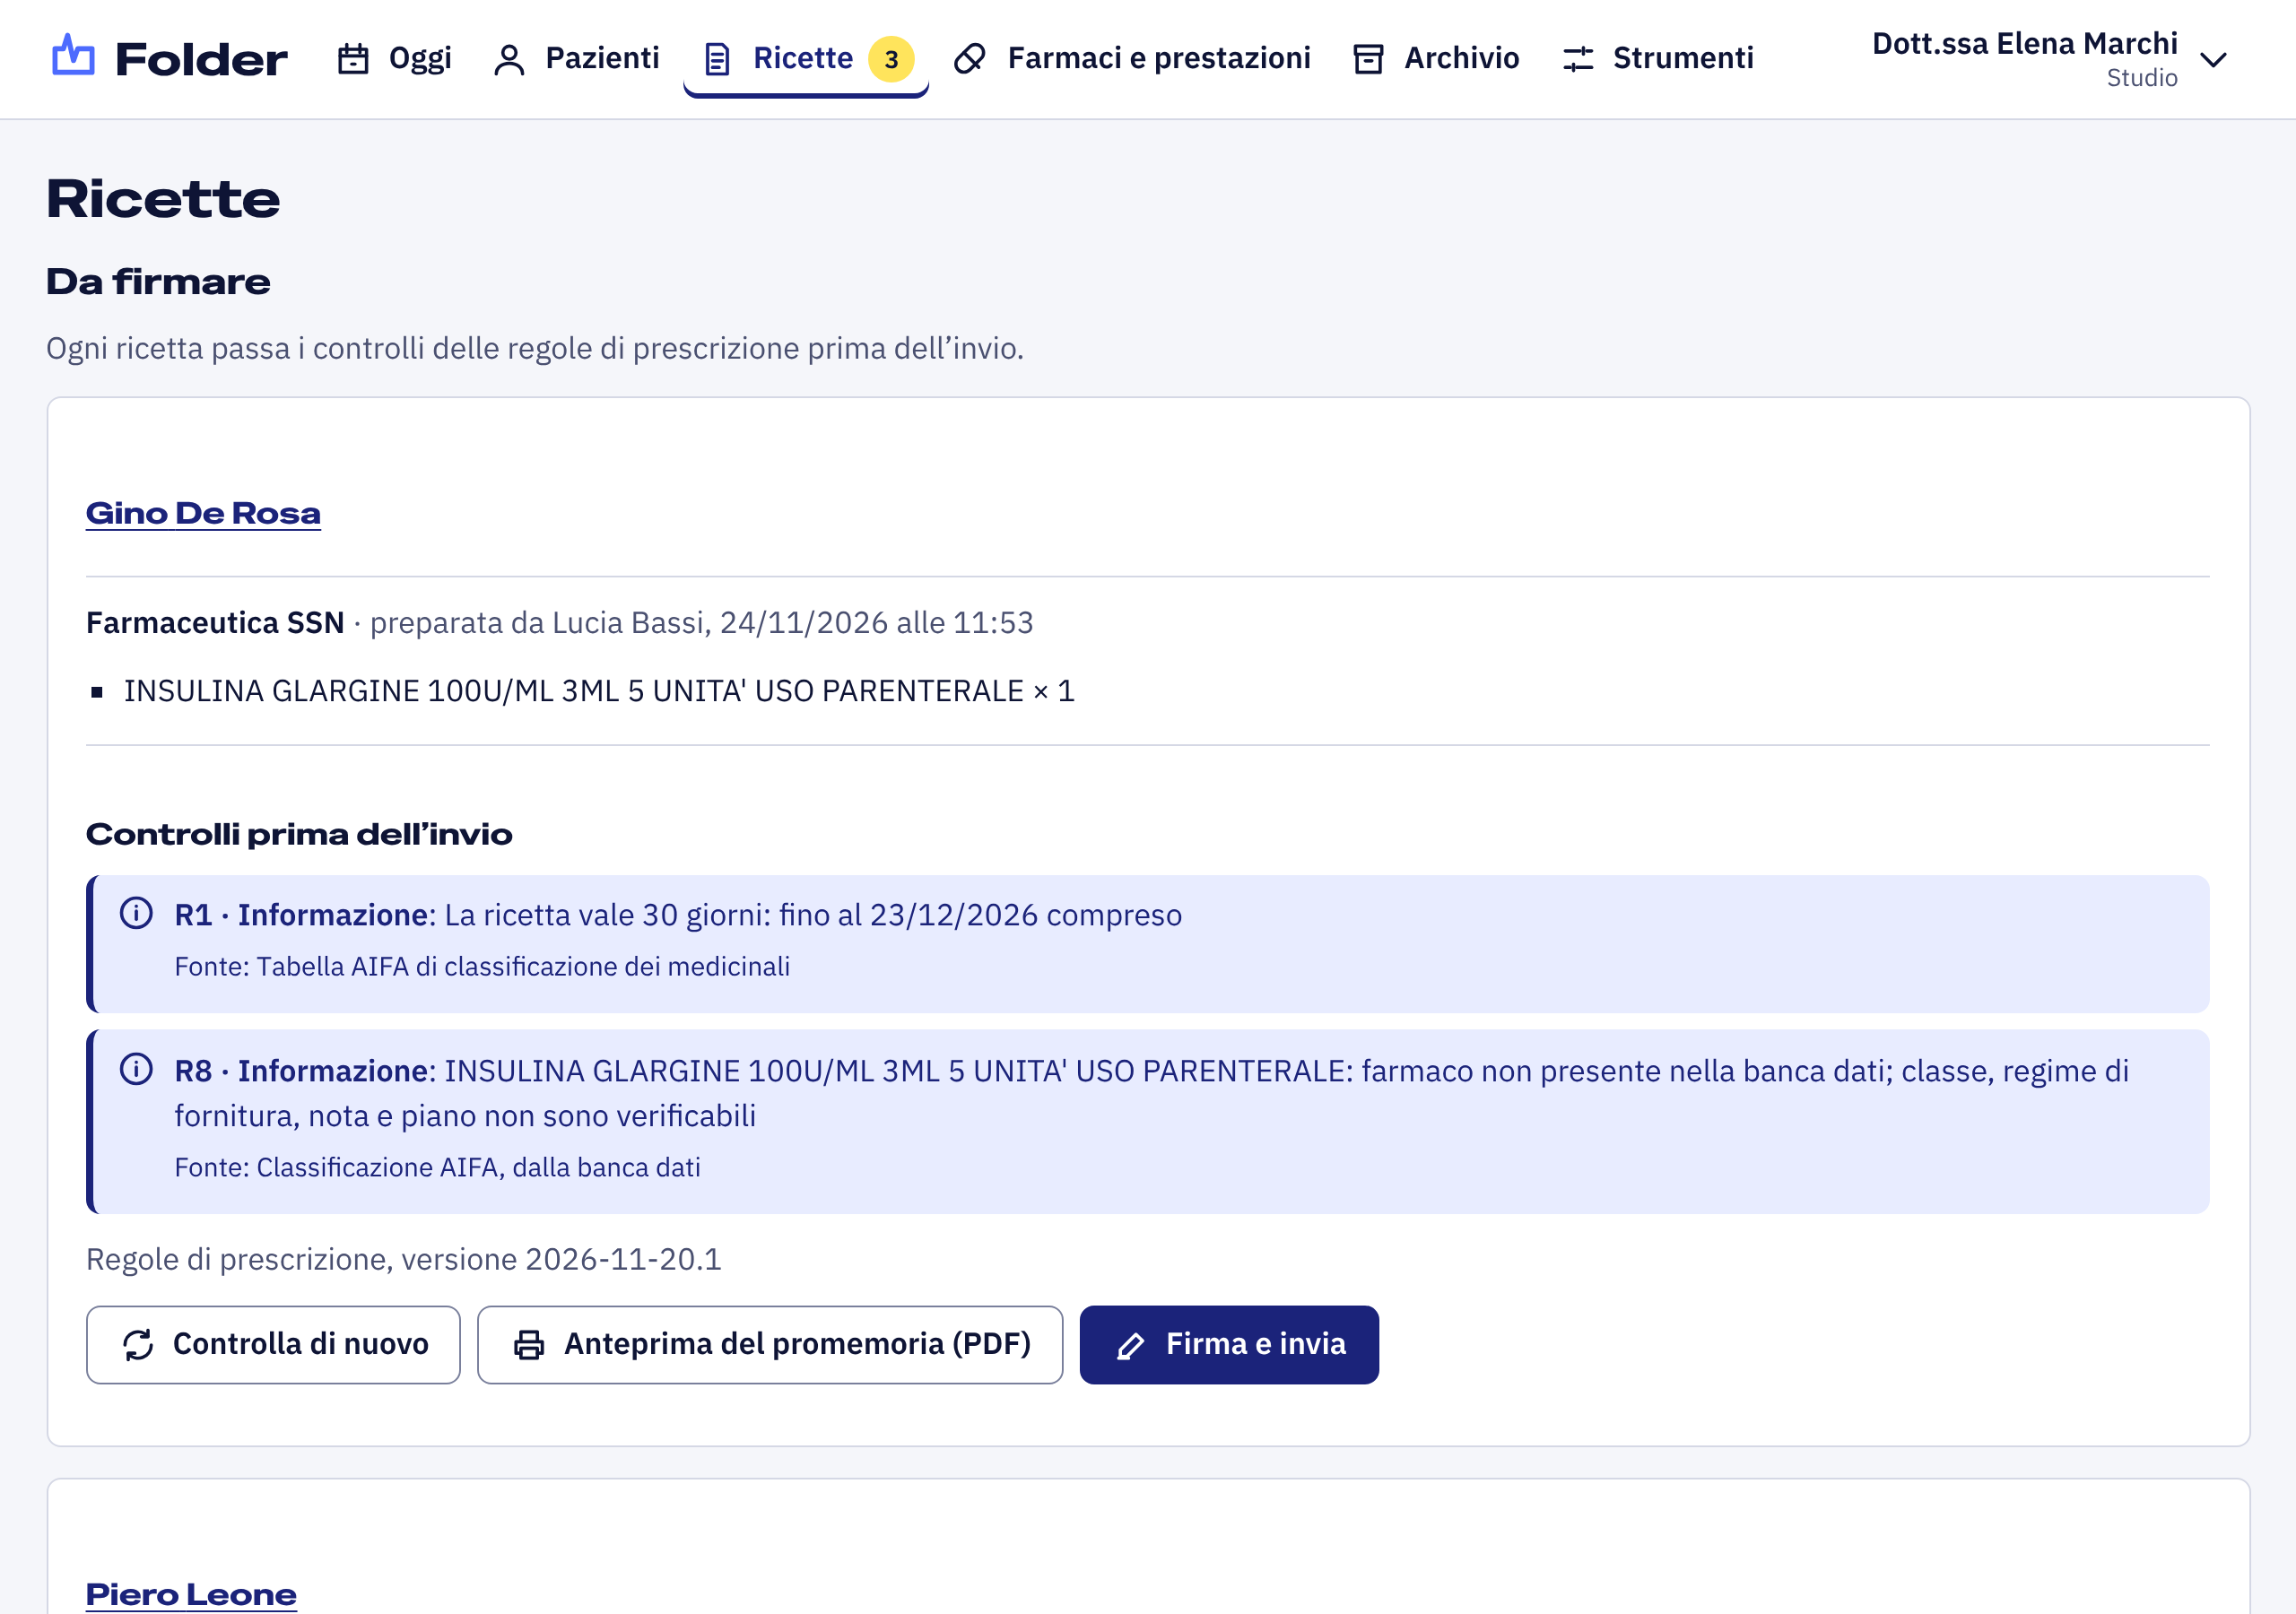 Folder
Oggi
Pazienti
Ricette 3
Farmaci e prestazioni
Archivio
Strumenti
Dott.ssa Elena Marchi
Studio
Ricette
Da firmare
Ogni ricetta passa i controlli delle regole di prescrizione prima dell’invio.
Gino De Rosa
Farmaceutica SSN · preparata da Lucia Bassi, 24/11/2026 alle 11:53
▪ INSULINA GLARGINE 100U/ML 3ML 5 UNITA' USO PARENTERALE × 1
Controlli prima dell’invio
R1 · Informazione: La ricetta vale 30 giorni: fino al 23/12/2026 compreso
Fonte: Tabella AIFA di classificazione dei medicinali
R8 · Informazione: INSULINA GLARGINE 100U/ML 3ML 5 UNITA' USO PARENTERALE: farmaco non presente nella banca dati; classe, regime di
fornitura, nota e piano non sono verificabili
Fonte: Classificazione AIFA, dalla banca dati
Regole di prescrizione, versione 2026-11-20.1
Controlla di nuovo
Anteprima del promemoria (PDF)
Firma e invia
Piero Leone